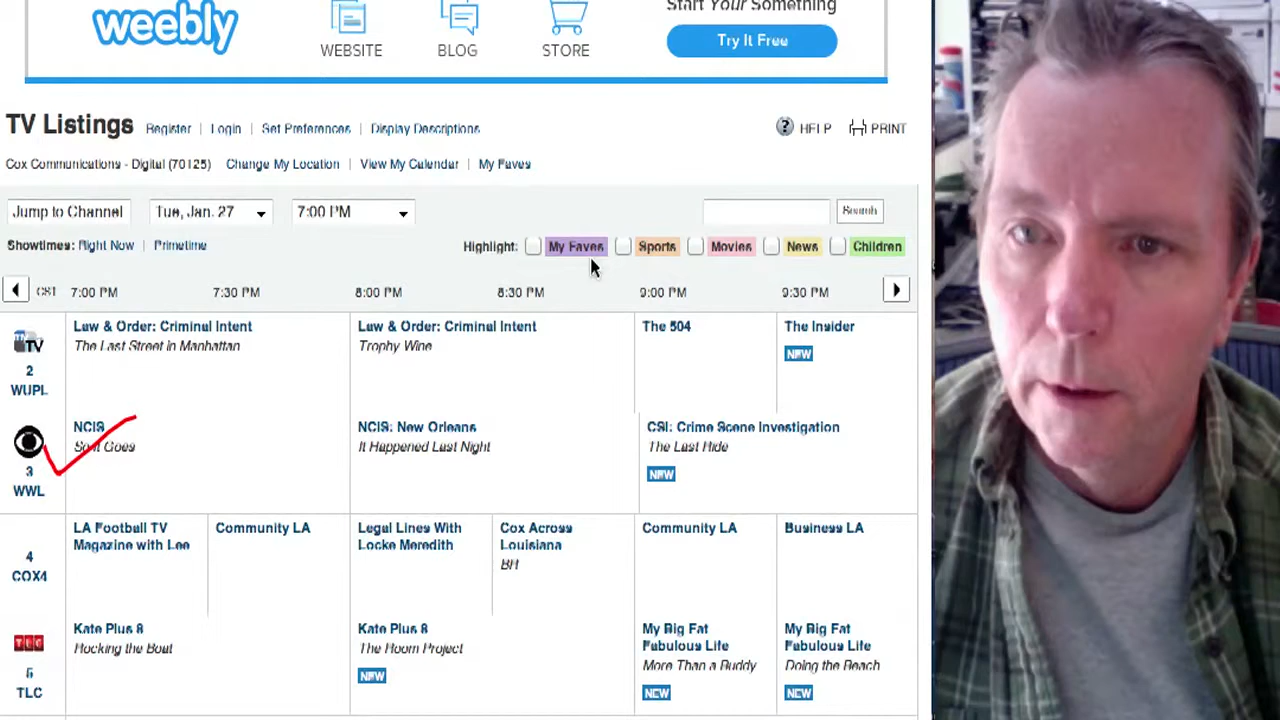 weebly
WEBSITE
BLOG
STORE
Start Your Something
Try It Free
TV Listings
Register | Login | Set Preferences | Display Descriptions
HELP
PRINT
Cox Communications - Digital (70125)
Change My Location | View My Calendar | My Faves
Jump to Channel
Tue, Jan. 27
7:00 PM
Search
Showtimes: Right Now | Primetime
Highlight: My Faves Sports Movies News Children
CST 7:00 PM 7:30 PM 8:00 PM 8:30 PM 9:00 PM 9:30 PM
TV
2
WUPL
Law & Order: Criminal Intent
The Last Street in Manhattan
Law & Order: Criminal Intent
Trophy Wine
The 504
The Insider
NEW
3
WWL
NCIS
So It Goes
NCIS: New Orleans
It Happened Last Night
CSI: Crime Scene Investigation
The Last Ride
NEW
4
COX4
LA Football TV
Magazine with Lee
Community LA
Legal Lines With
Locke Meredith
Cox Across
Louisiana
BH
Community LA
Business LA
TLC
5
TLC
Kate Plus 8
Rocking the Boat
Kate Plus 8
The Room Project
NEW
My Big Fat
Fabulous Life
More Than a Buddy
NEW
My Big Fat
Fabulous Life
Doing the Beach
NEW